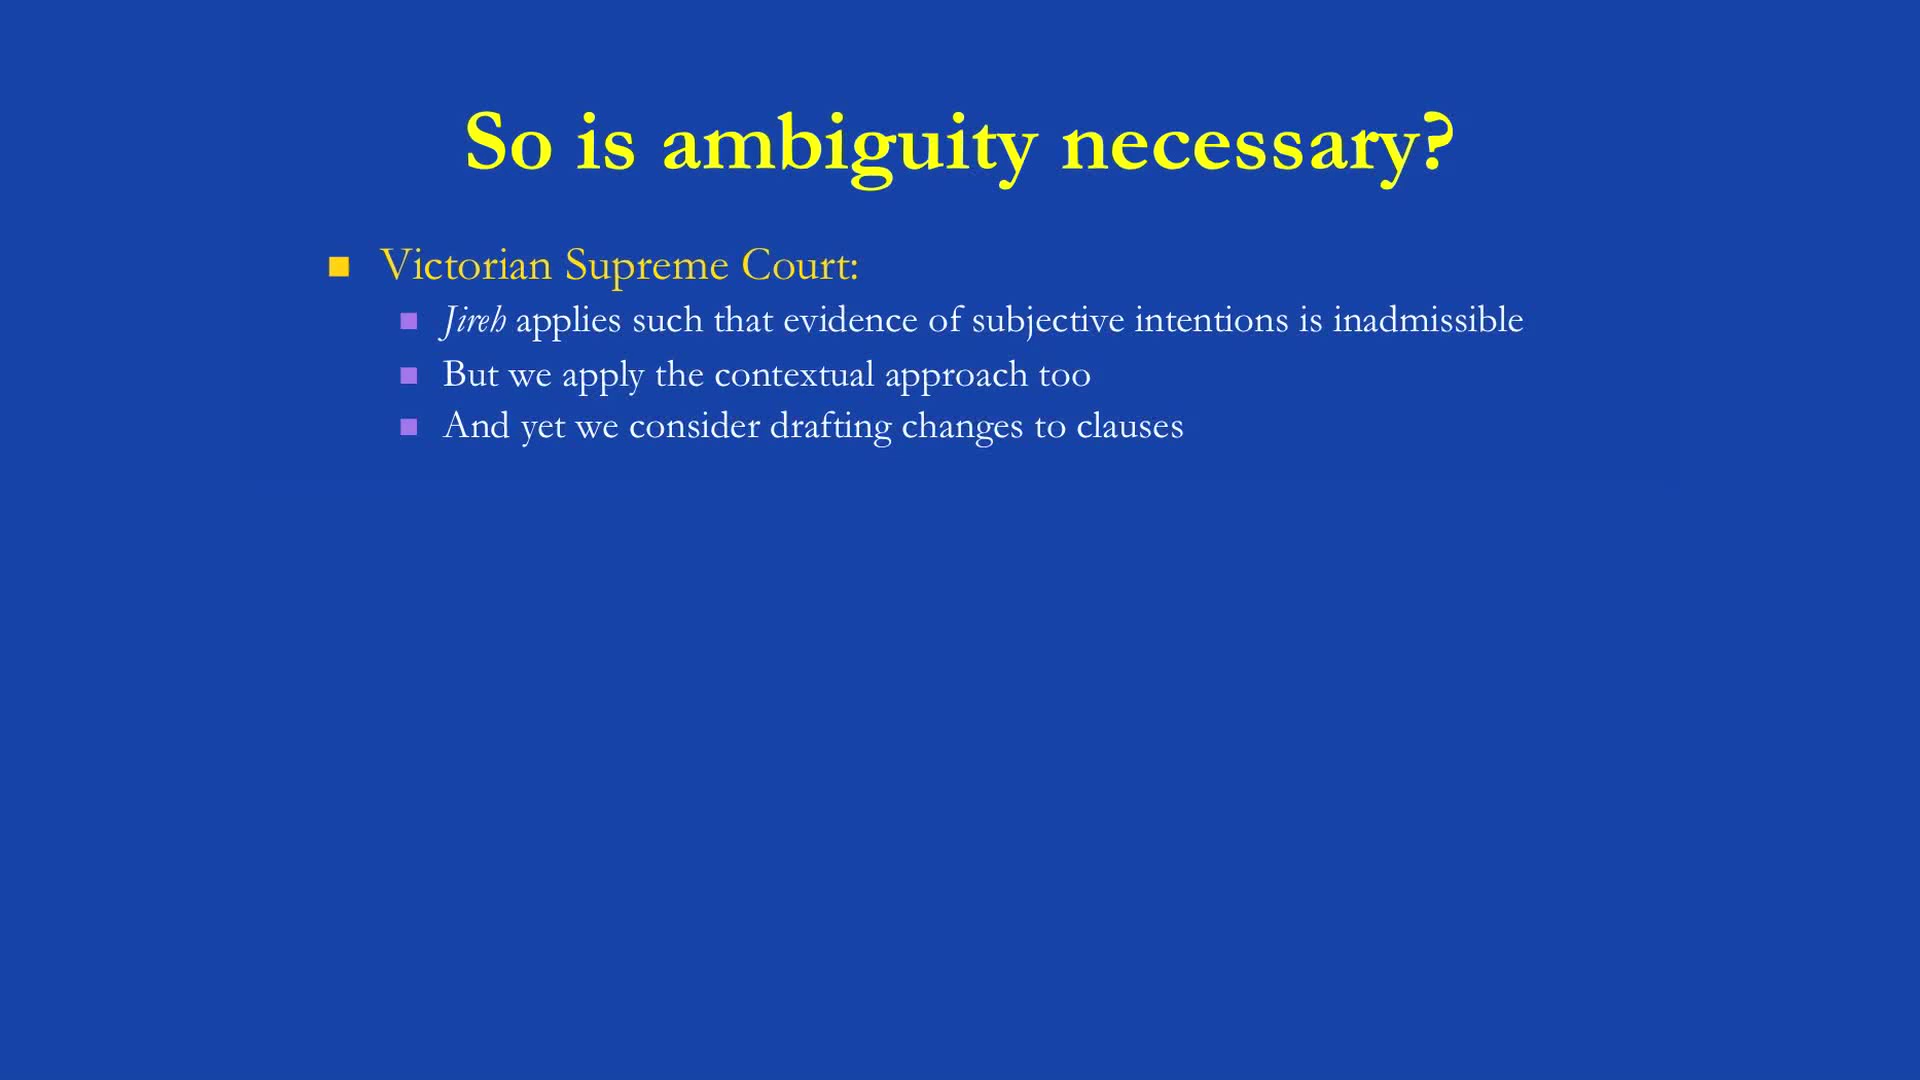 So is ambiguity necessary?
Victorian Supreme Court:
Jireh applies such that evidence of subjective intentions is inadmissible
But we apply the contextual approach too
And yet we consider drafting changes to clauses